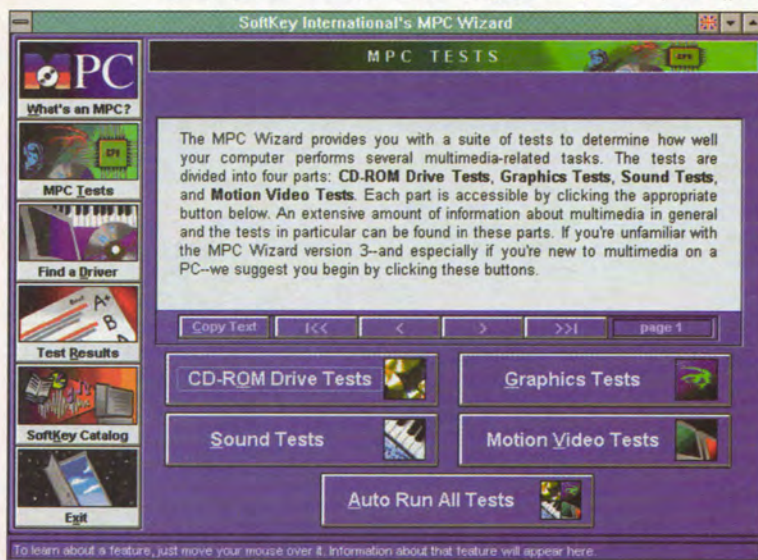 SoftKey International's MPC Wizard
MPC TESTS
PC
What's an MPC?
MPC Tests
Find a Driver
Test Results
SoftKey Catalog
Exit
The MPC Wizard provides you with a suite of tests to determine how well
your computer performs several multimedia-related tasks. The tests are
divided into four parts: CD-ROM Drive Tests, Graphics Tests, Sound Tests,
and Motion Video Tests. Each part is accessible by clicking the appropriate
button below. An extensive amount of information about multimedia in general
and the tests in particular can be found in these parts. If you're unfamiliar with
the MPC Wizard version 3--and especially if you're new to multimedia on a
PC--we suggest you begin by clicking these buttons.
Copy Text |<< < > >>| page 1
CD-ROM Drive Tests
Graphics Tests
Sound Tests
Motion Video Tests
Auto Run All Tests
To learn about a feature, just move your mouse over it. Information about that feature will appear here.